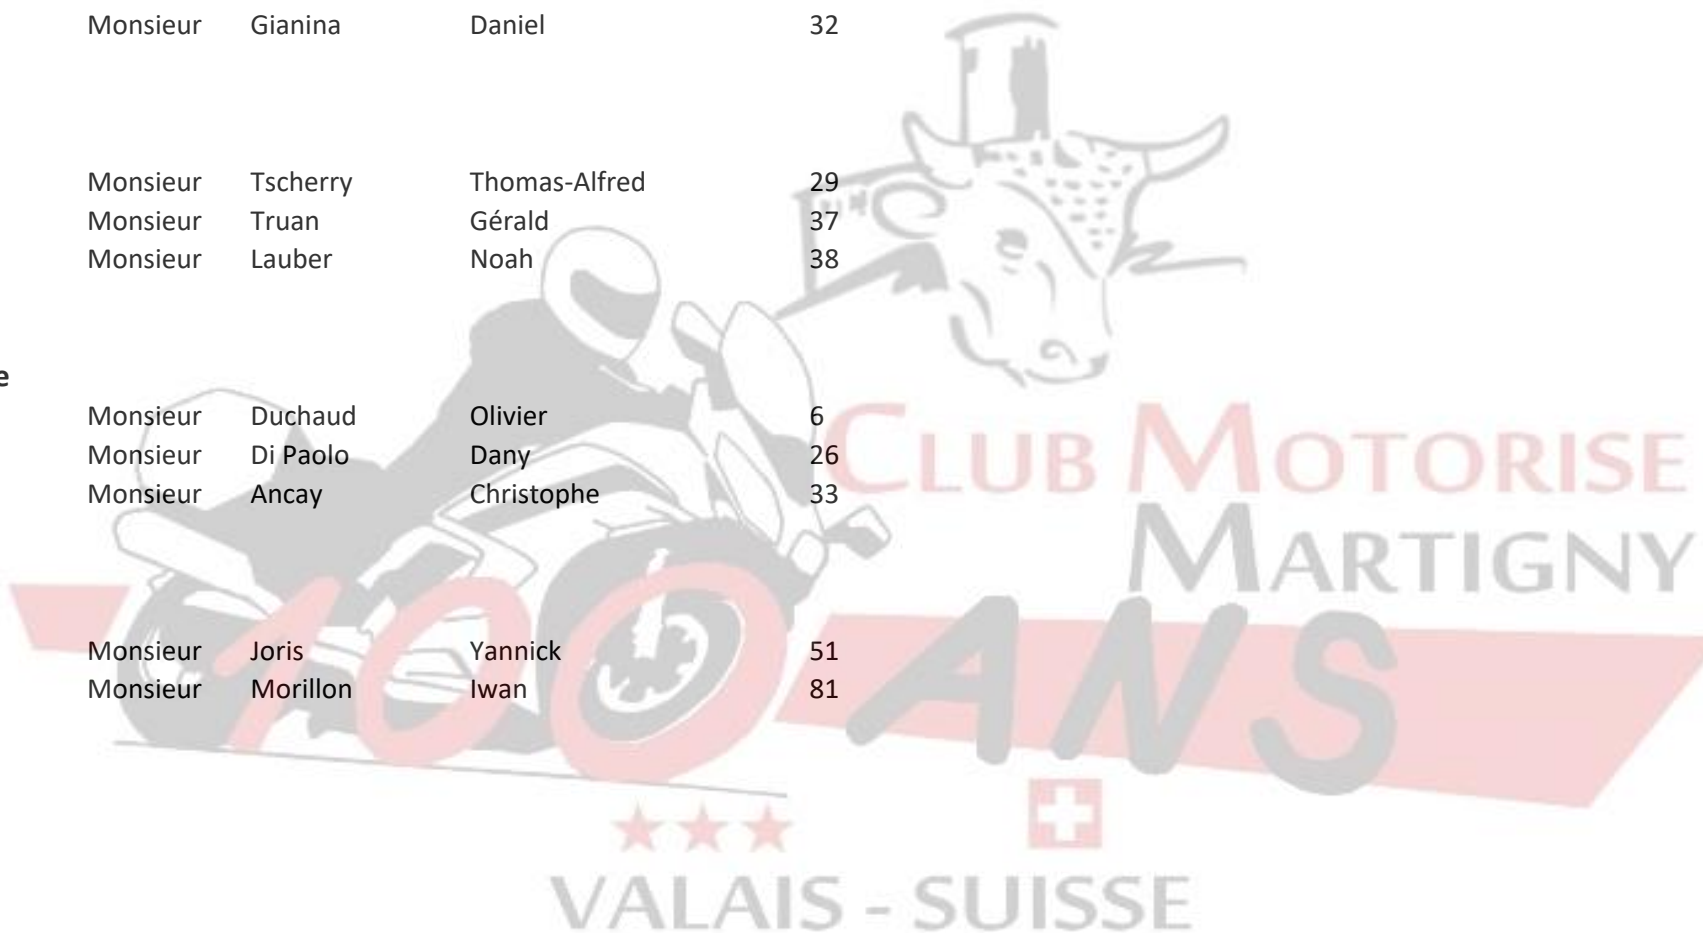 Monsieur Gianina Daniel 32
Monsieur Tscherry Thomas-Alfred 29
Monsieur Truan Gérald 37
Monsieur Lauber Noah 38
e
Monsieur Duchaud Olivier 6
Monsieur Di Paolo Dany 26
Monsieur Ancay Christophe 33
CLUB MOTORISE
MARTIGNY
Monsieur Joris Yannick 51
Monsieur Morillon Iwan 81
100 ANS
VALAIS - SUISSE